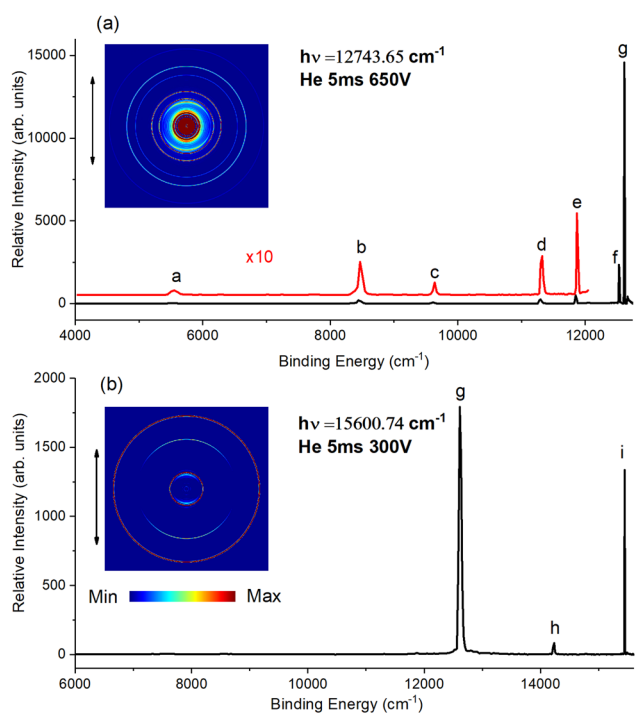 (a)
hν =12743.65 cm⁻¹
He 5ms 650V
g
15000
10000
5000
0
Relative Intensity (arb. units)
x10
a
b
c
d
e
f
4000
6000
8000
10000
12000
Binding Energy (cm⁻¹)
(b)
hν =15600.74 cm⁻¹
He 5ms 300V
g
h
i
2000
1500
1000
500
0
Relative Intensity (arb. units)
Min
Max
6000
8000
10000
12000
14000
Binding Energy (cm⁻¹)